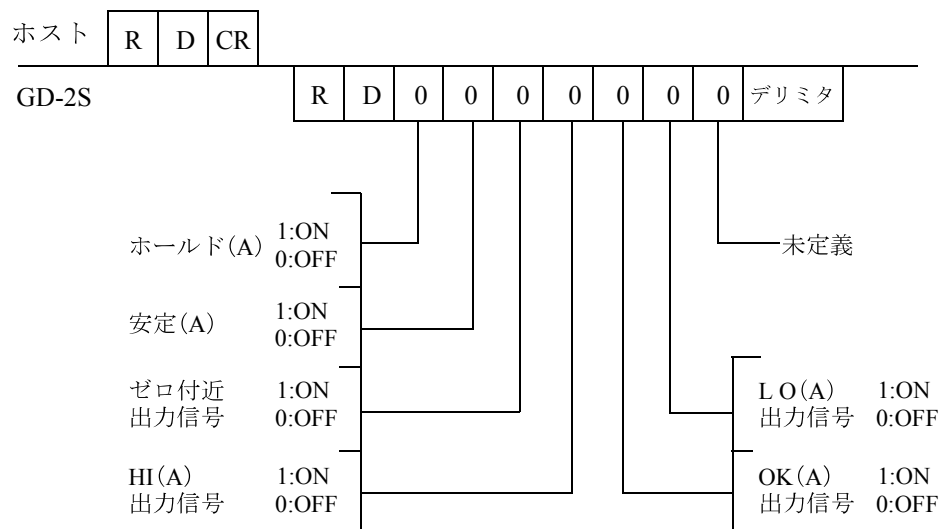 ホスト R D CR
GD-2S R D 0 0 0 0 0 0 0 デリミタ
ホールド(A) 1:ON
0:OFF
未定義
安定(A) 1:ON
0:OFF
ゼロ付近 1:ON
出力信号 0:OFF
L O(A) 1:ON
出力信号 0:OFF
HI(A) 1:ON
出力信号 0:OFF
OK(A) 1:ON
出力信号 0:OFF